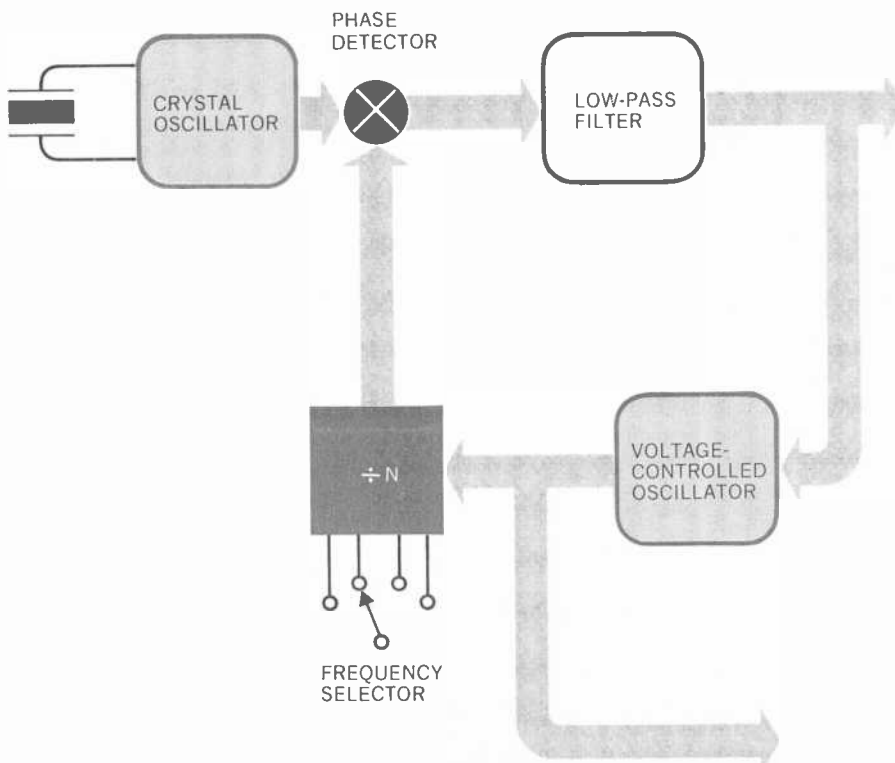 PHASE
DETECTOR
CRYSTAL
OSCILLATOR
LOW-PASS
FILTER
VOLTAGE-
CONTROLLED
OSCILLATOR
÷ N
FREQUENCY
SELECTOR